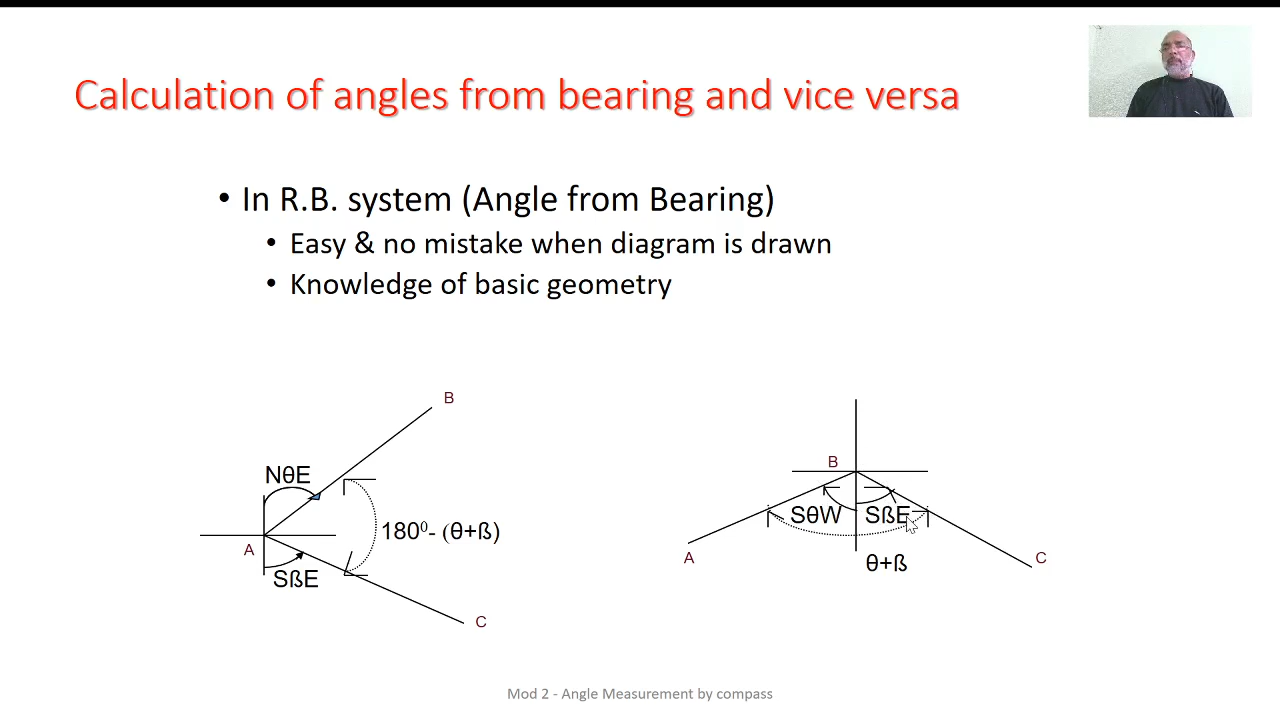 Calculation of angles from bearing and vice versa
• In R.B. system (Angle from Bearing)
• Easy & no mistake when diagram is drawn
• Knowledge of basic geometry
B
NθE
180⁰- (θ+ß)
A
SßE
C
B
SθW
SßE
A
θ+ß
C
Mod 2 - Angle Measurement by compass